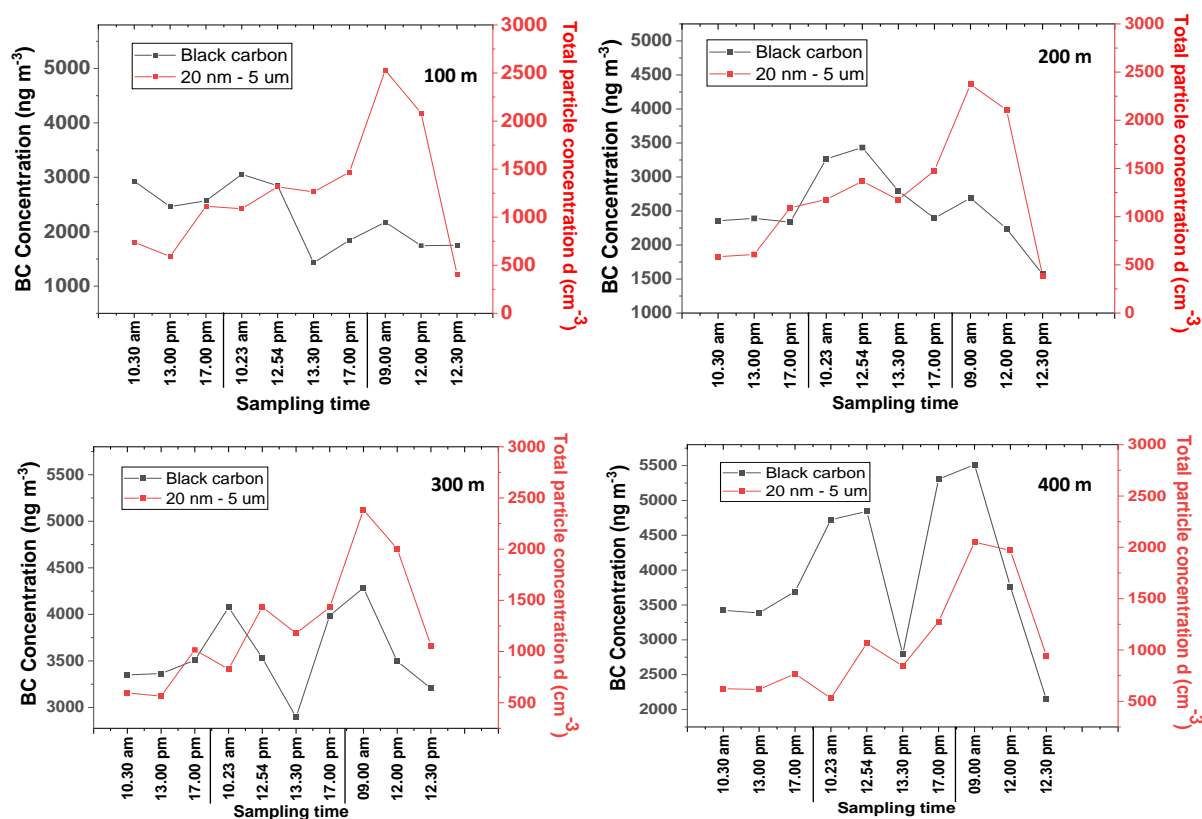 Black carbon
20 nm - 5 um
100 m
BC Concentration (ng m-3)
5000
4000
3000
2000
1000
Total particle concentration d (cm-3)
3000
2500
2000
1500
1000
500
0
10.30 am
13.00 pm
17.00 pm
10.23 am
12.54 pm
13.30 pm
17.00 pm
09.00 am
12.00 pm
12.30 pm
Sampling time
Black carbon
20 nm - 5 um
200 m
BC Concentration (ng m-3)
5000
4500
4000
3500
3000
2500
2000
1500
1000
Total particle concentration d (cm-3)
3000
2500
2000
1500
1000
500
0
10.30 am
13.00 pm
17.00 pm
10.23 am
12.54 pm
13.30 pm
17.00 pm
09.00 am
12.00 pm
12.30 pm
Sampling time
Black carbon
20 nm - 5 um
300 m
BC Concentration (ng m-3)
5500
5000
4500
4000
3500
3000
Total particle concentration d (cm-3)
3000
2500
2000
1500
1000
500
10.30 am
13.00 pm
17.00 pm
10.23 am
12.54 pm
13.30 pm
17.00 pm
09.00 am
12.00 pm
12.30 pm
Sampling time
Black carbon
20 nm - 5 um
400 m
BC Concentration (ng m-3)
5500
5000
4500
4000
3500
3000
2500
2000
Total particle concentration d (cm-3)
3000
2500
2000
1500
1000
500
10.30 am
13.00 pm
17.00 pm
10.23 am
12.54 pm
13.30 pm
17.00 pm
09.00 am
12.00 pm
12.30 pm
Sampling time